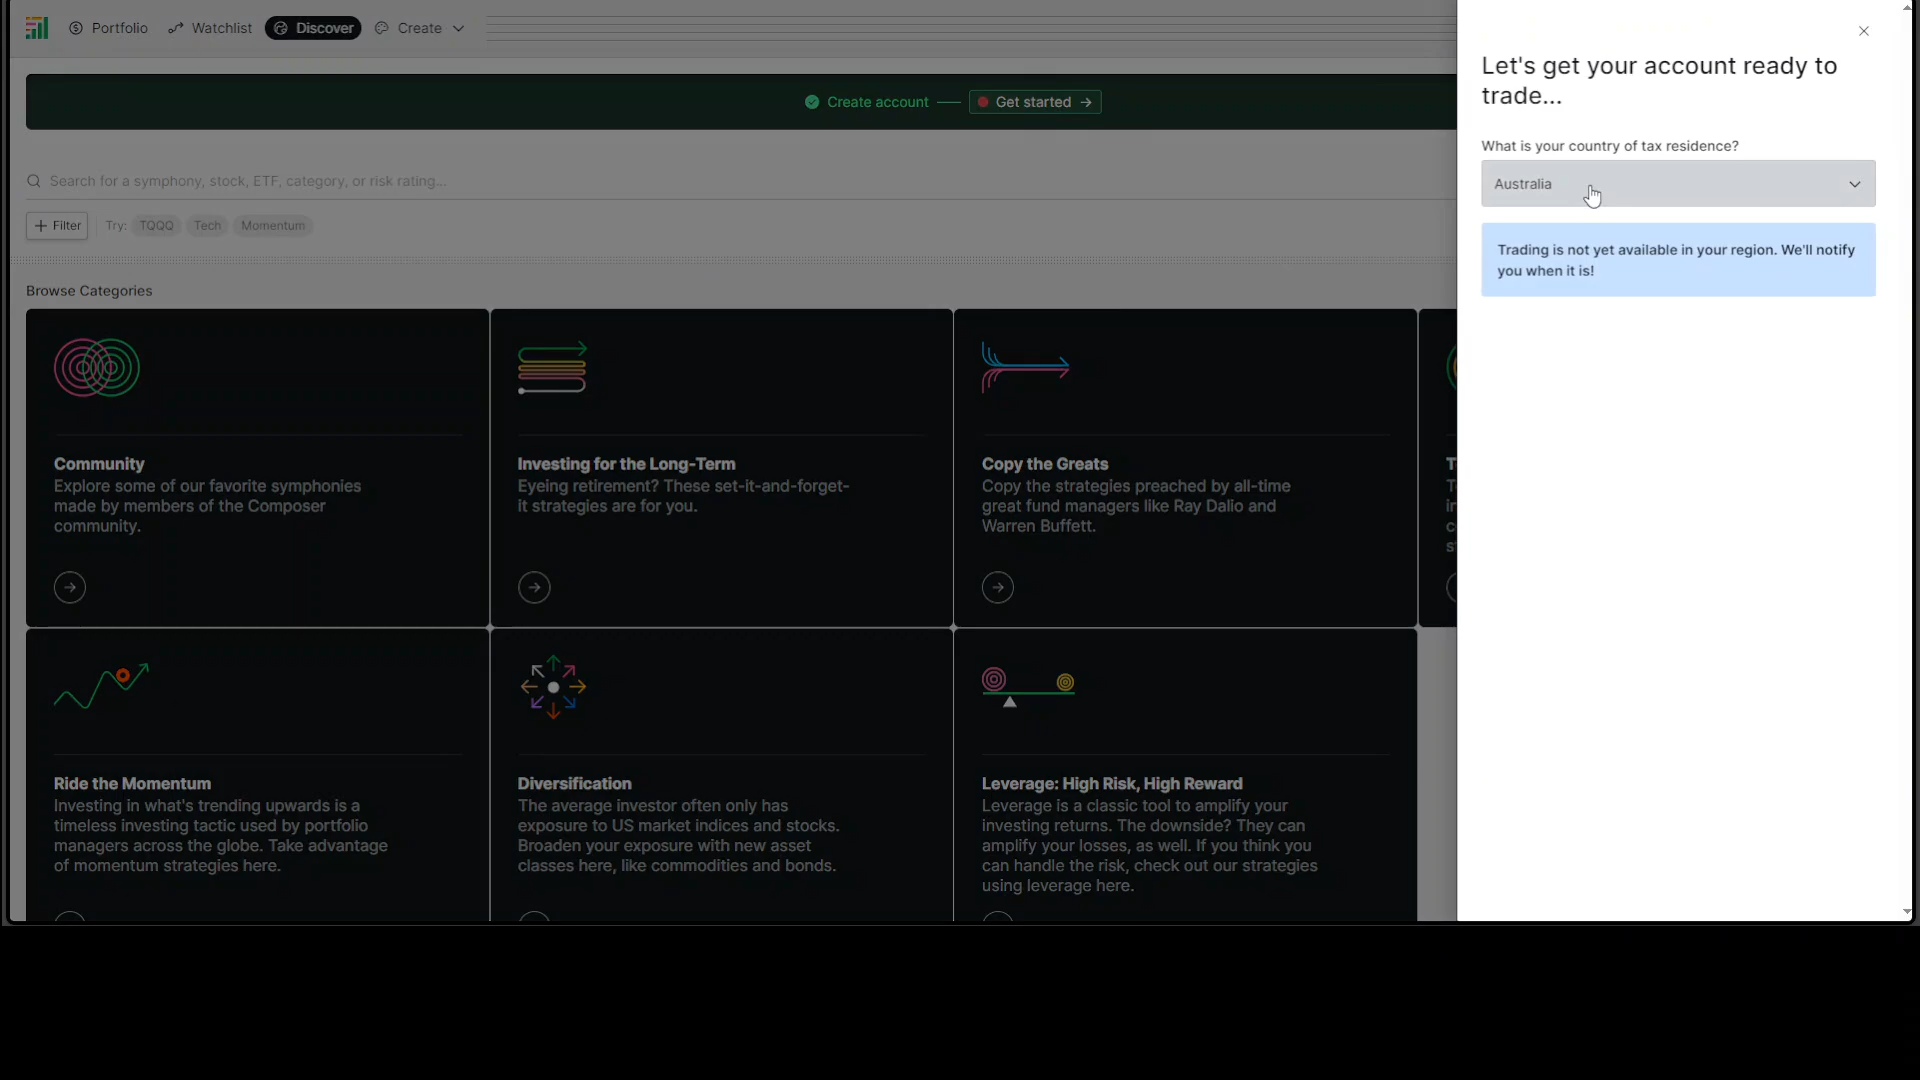 Portfolio Watchlist Discover Create
Create account Get started
Search for a symphony, stock, ETF, category, or risk rating...
Filter Try: TQQQ Tech Momentum
Browse Categories
Community
Explore some of our favorite symphonies
made by members of the Composer
community.
Investing for the Long-Term
Eyeing retirement? These set-it-and-forget-
it strategies are for you.
Copy the Greats
Copy the strategies preached by all-time
great fund managers like Ray Dalio and
Warren Buffett.
Ride the Momentum
Investing in what's trending upwards is a
timeless investing tactic used by portfolio
managers across the globe. Take advantage
of momentum strategies here.
Diversification
The average investor often only has
exposure to US market indices and stocks.
Broaden your exposure with new asset
classes here, like commodities and bonds.
Leverage: High Risk, High Reward
Leverage is a classic tool to amplify your
investing returns. The downside? They can
amplify your losses, as well. If you think you
can handle the risk, check out our strategies
using leverage here.
Let's get your account ready to
trade...
What is your country of tax residence?
Australia
Trading is not yet available in your region. We'll notify
you when it is!